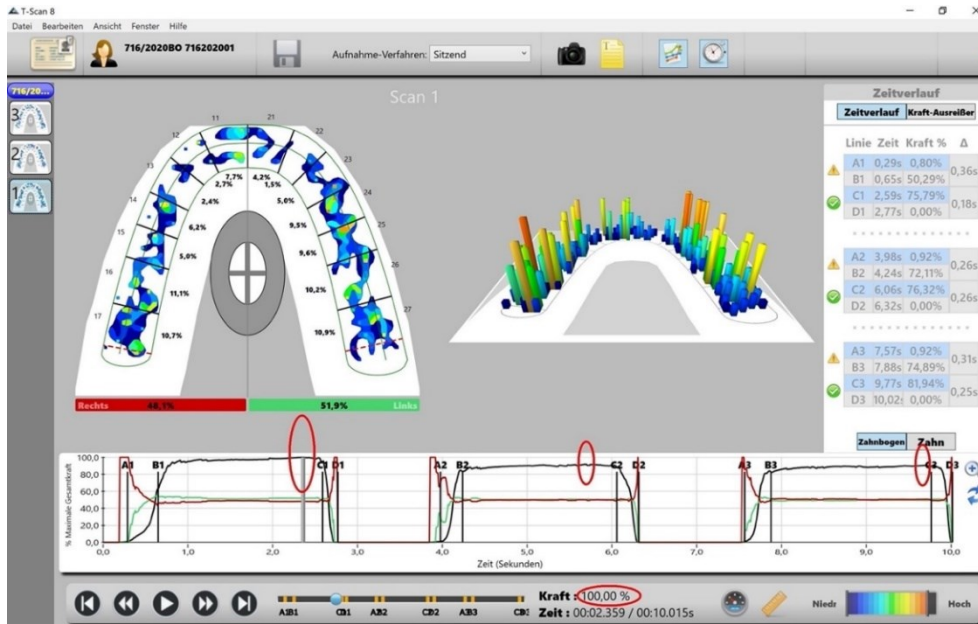 T-Scan 8
Datei Bearbeiten Ansicht Fenster Hilfe
716/2020BO 716202001
Aufnahme-Verfahren: Sitzend
716/20...
3
2
1
Scan 1
11 21
12 22
13 23
14 24
15 25
16 26
17 27
7,7% 4,2%
2,7% 1,5%
2,4% 5,0%
6,2% 9,5%
5,0% 9,6%
11,1% 10,2%
10,7% 10,9%
Rechts 48,1% 51,9% Links
Zeitverlauf
Zeitverlauf Kraft-Ausreißer
Linie Zeit Kraft % Δ
A1 0,29s 0,80%
0,36s
B1 0,65s 50,29%
C1 2,59s 75,79%
0,18s
D1 2,77s 0,00%
A2 3,98s 0,92%
0,26s
B2 4,24s 72,11%
C2 6,06s 76,32%
0,26s
D2 6,32s 0,00%
A3 7,57s 0,92%
0,31s
B3 7,88s 74,89%
C3 9,77s 81,94%
0,25s
D3 10,02s 0,00%
Zahnbogen Zahn
% Maximale Gesamtkraft
100,0
80,0
60,0
40,0
20,0
0,0
A1 B1 C1 D1 A2 B2 C2 D2 A3 B3 C3 D3
0,0 1,0 2,0 3,0 4,0 5,0 6,0 7,0 8,0 9,0 10,0
Zeit (Sekunden)
Kraft : 100,00 %
Zeit : 00:02.359 / 00:10.015s
Niedr Hoch